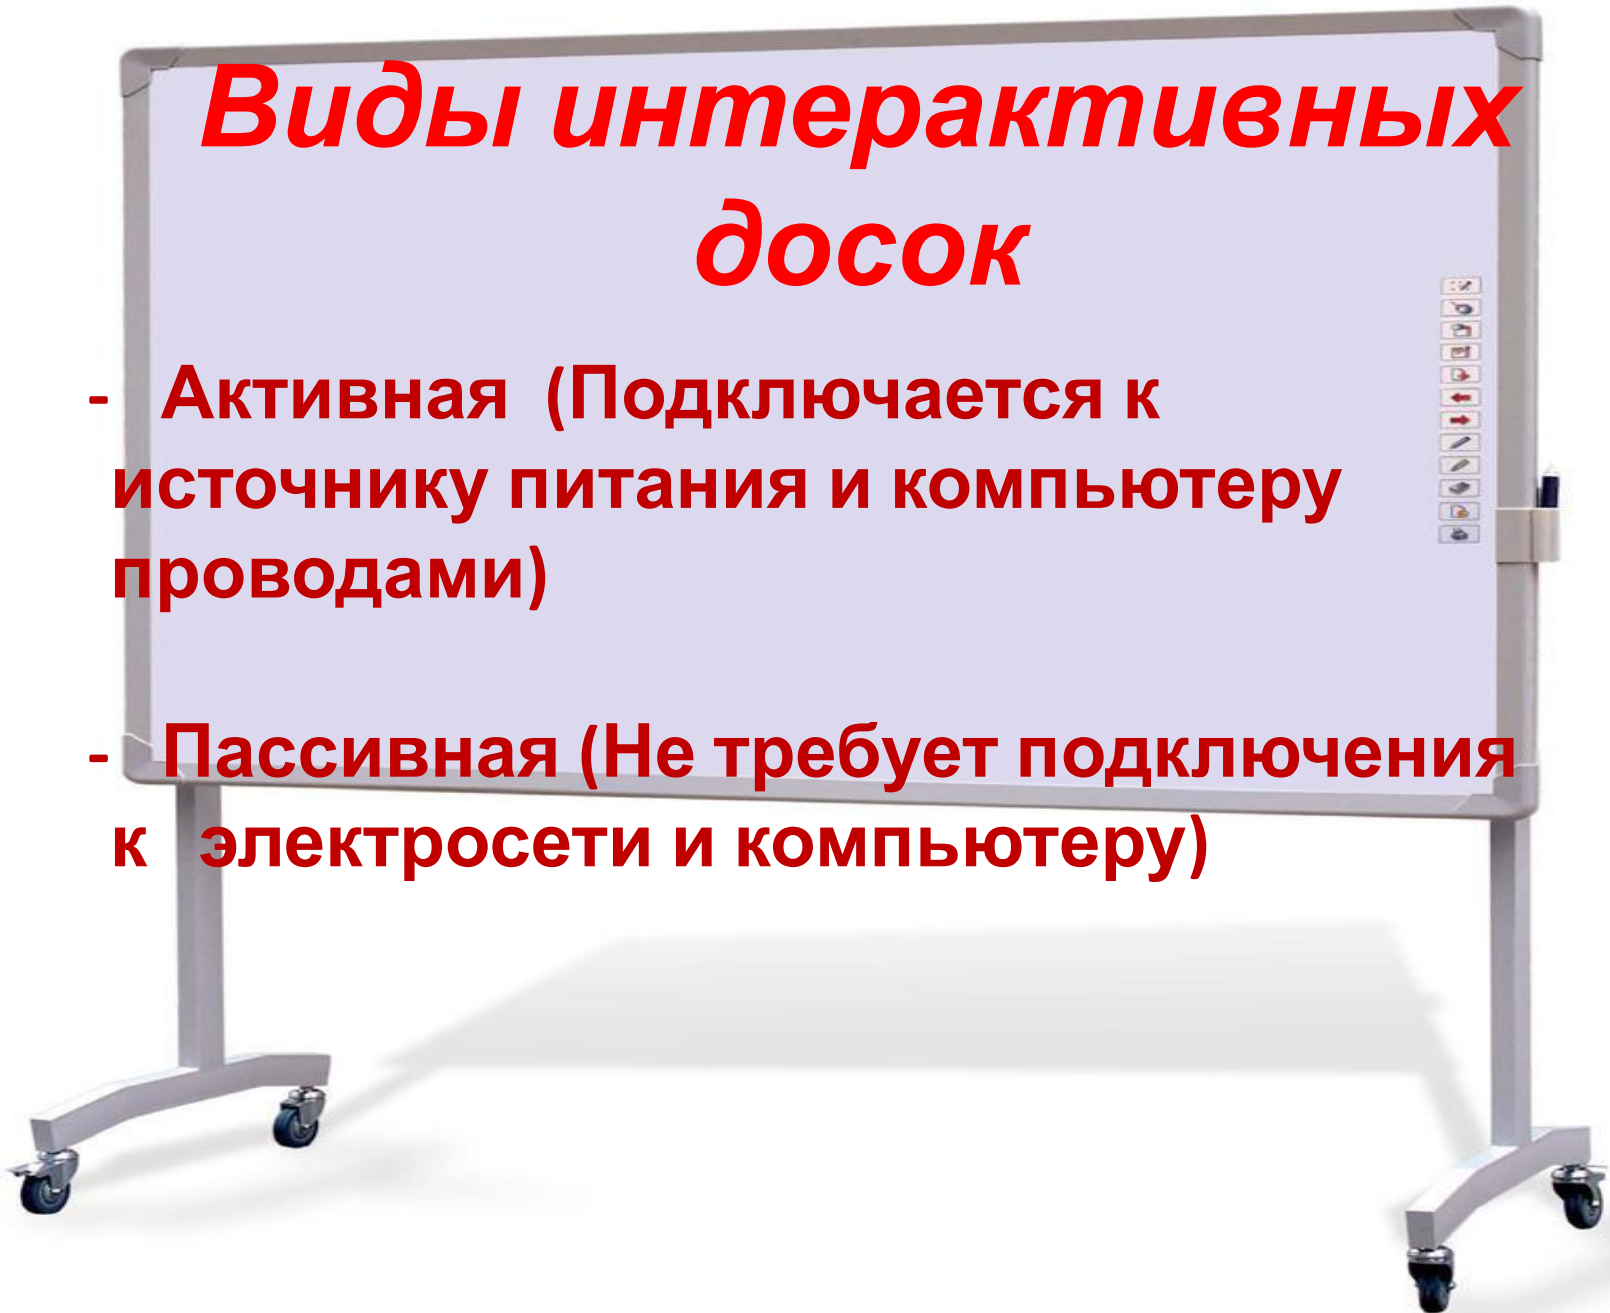 Виды интерактивных
досок
- Активная (Подключается к
источнику питания и компьютеру
проводами)
- Пассивная (Не требует подключения
к электросети и компьютеру)